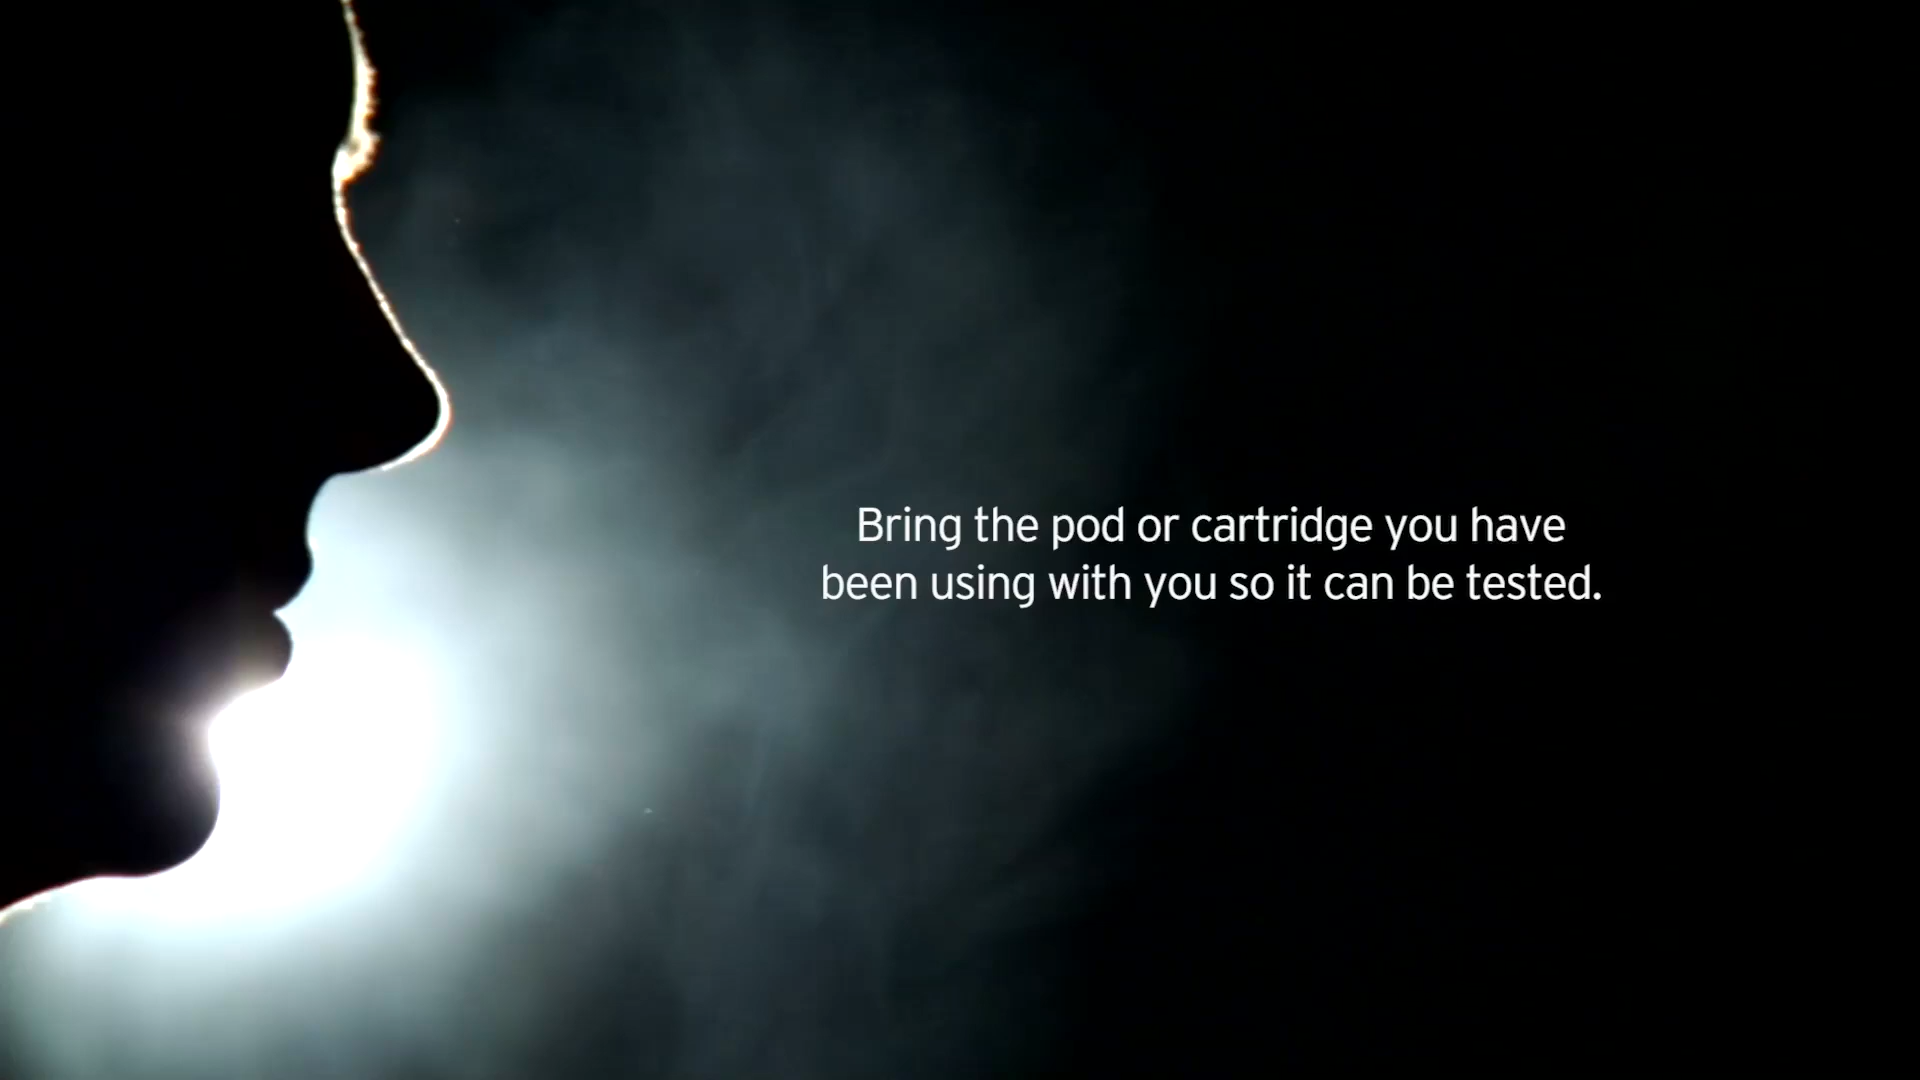 Bring the pod or cartridge you have
been using with you so it can be tested.